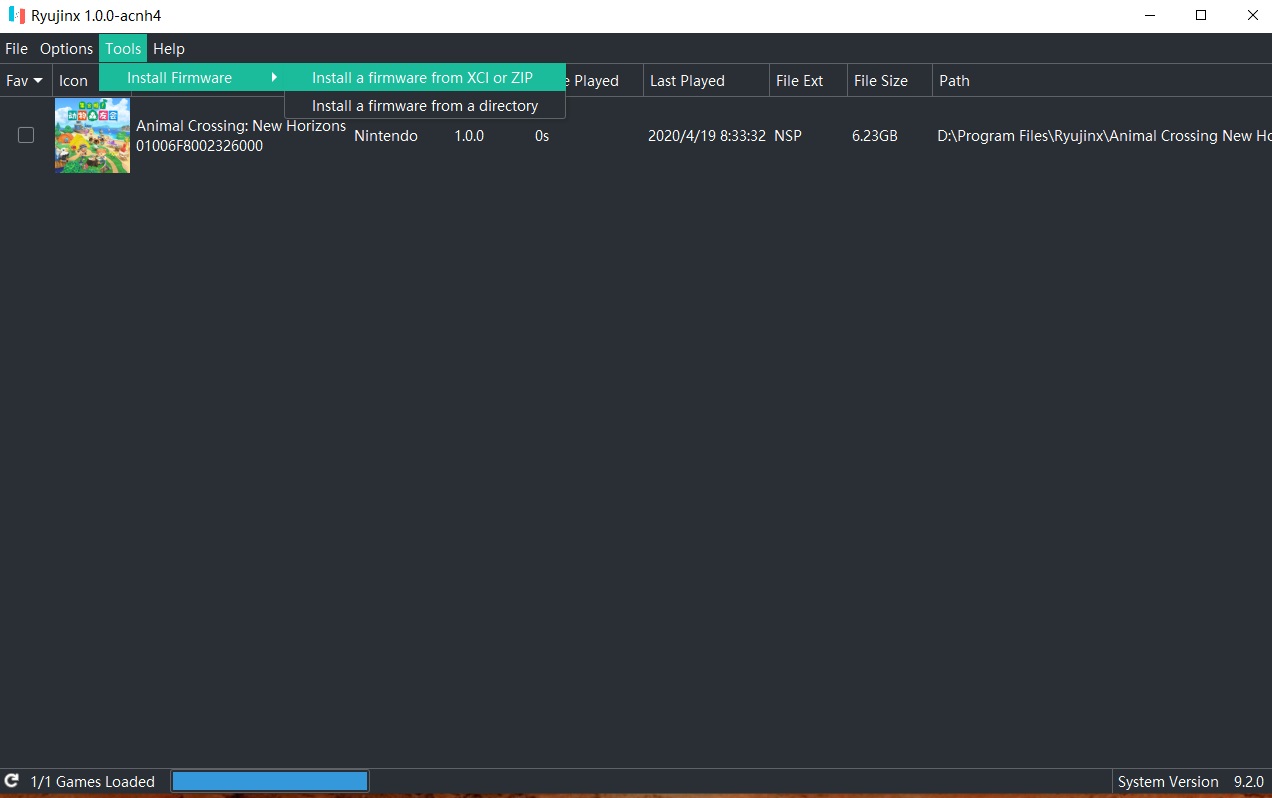 Ryujinx 1.0.0-acnh4
File Options Tools Help
Install Firmware
Install a firmware from XCI or ZIP
Install a firmware from a directory
Fav Icon Played Last Played File Ext File Size Path
Animal Crossing: New Horizons
01006F8002326000
Nintendo 1.0.0 0s 2020/4/19 8:33:32 NSP 6.23GB D:\Program Files\Ryujinx\Animal Crossing New Ho
1/1 Games Loaded
System Version 9.2.0